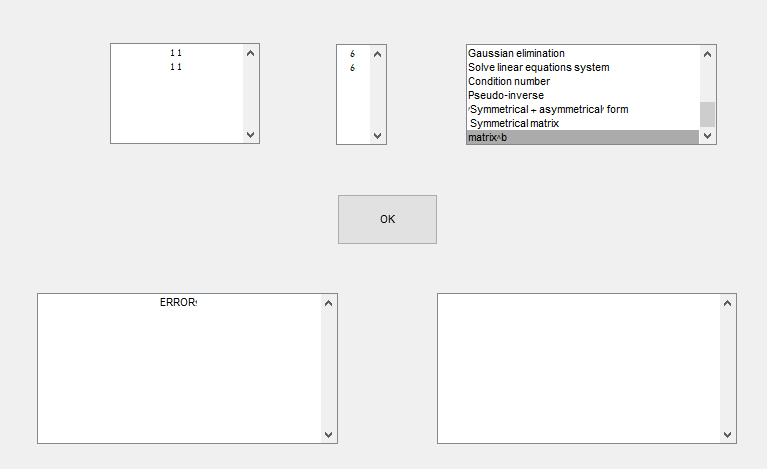 1 1
1 1
6
6
Gaussian elimination
Solve linear equations system
Condition number
Pseudo-inverse
'Symmetrical + asymmetrical' form
Symmetrical matrix
matrix^b
OK
ERROR!